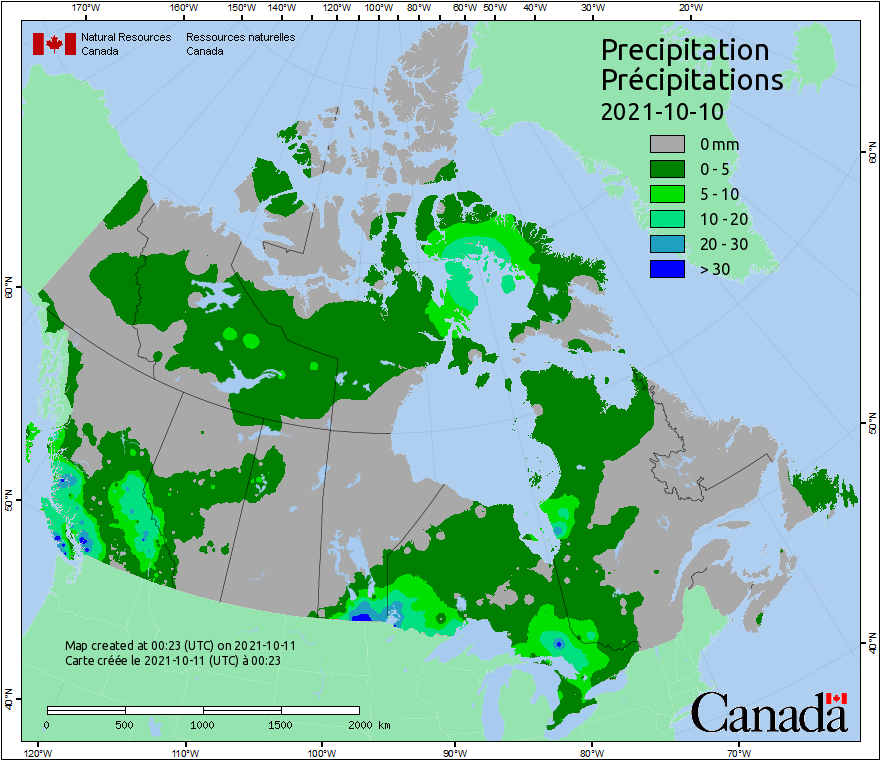 170°W 160°W 150°W 140°W 120°W 100°W 80°W 60°W 50°W 40°W 30°W 20°W
Natural Resources Ressources naturelles
Canada Canada
Precipitation
Précipitations
2021-10-10
0 mm
0 - 5
5 - 10
10 - 20
20 - 30
> 30
60°N
60°N
50°N
50°N
40°N
40°N
Map created at 00:23 (UTC) on 2021-10-11
Carte créée le 2021-10-11 (UTC) à 00:23
0 500 1000 1500 2000 km
Canada
120°W 110°W 100°W 90°W 80°W 70°W